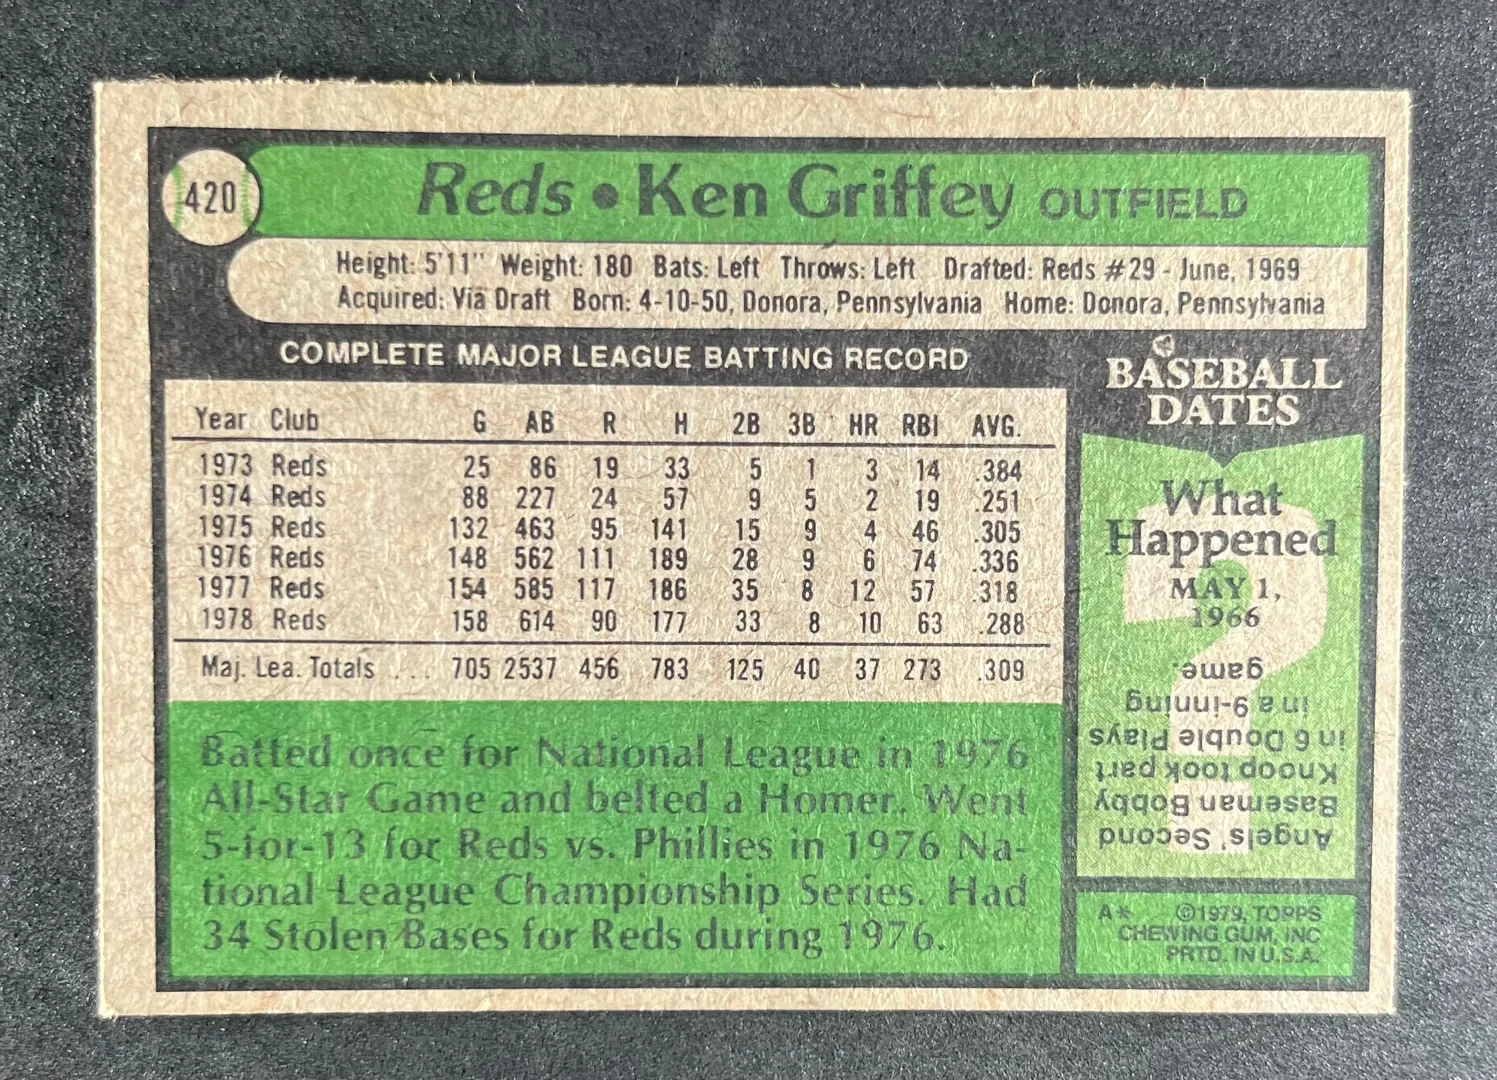 420
Reds • Ken Griffey OUTFIELD
Height: 5'11" Weight: 180 Bats: Left Throws: Left Drafted: Reds #29 - June, 1969
Acquired: Via Draft Born: 4-10-50, Donora, Pennsylvania Home: Donora, Pennsylvania
COMPLETE MAJOR LEAGUE BATTING RECORD
Year Club G AB R H 2B 3B HR RBI AVG.
1973 Reds 25 86 19 33 5 1 3 14 .384
1974 Reds 88 227 24 57 9 5 2 19 .251
1975 Reds 132 463 95 141 15 9 4 46 .305
1976 Reds 148 562 111 189 28 9 6 74 .336
1977 Reds 154 585 117 186 35 8 12 57 .318
1978 Reds 158 614 90 177 33 8 10 63 .288
Maj. Lea. Totals ... 705 2537 456 783 125 40 37 273 .309
Batted once for National League in 1976
All-Star Game and belted a Homer. Went
5-for-13 for Reds vs. Phillies in 1976 Na-
tional League Championship Series. Had
34 Stolen Bases for Reds during 1976.
BASEBALL
DATES
What
Happened
MAY 1,
1966
Angels' Second
Baseman Bobby
Knoop took part
in 6 Double Plays
in a 9-inning
game.
A* ©1979, TOPPS
CHEWING GUM, INC
PRTD. IN U.S.A.